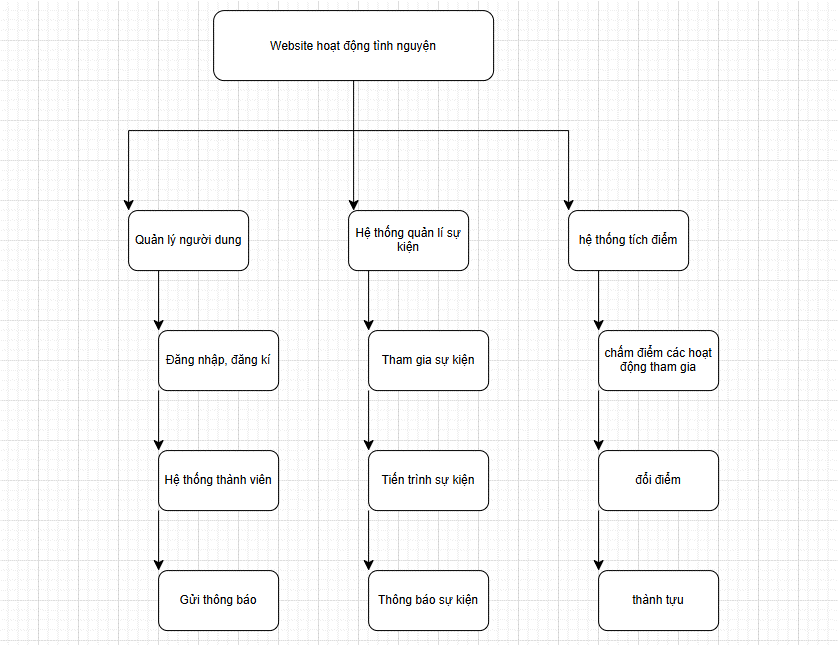 Website hoạt động tình nguyện
Quản lý người dung
Hệ thống quản lí sự
kiện
hệ thống tích điểm
Đăng nhập, đăng kí
Tham gia sự kiện
chấm điểm các hoạt
động tham gia
Hệ thống thành viên
Tiến trình sự kiện
đổi điểm
Gửi thông báo
Thông báo sự kiện
thành tựu